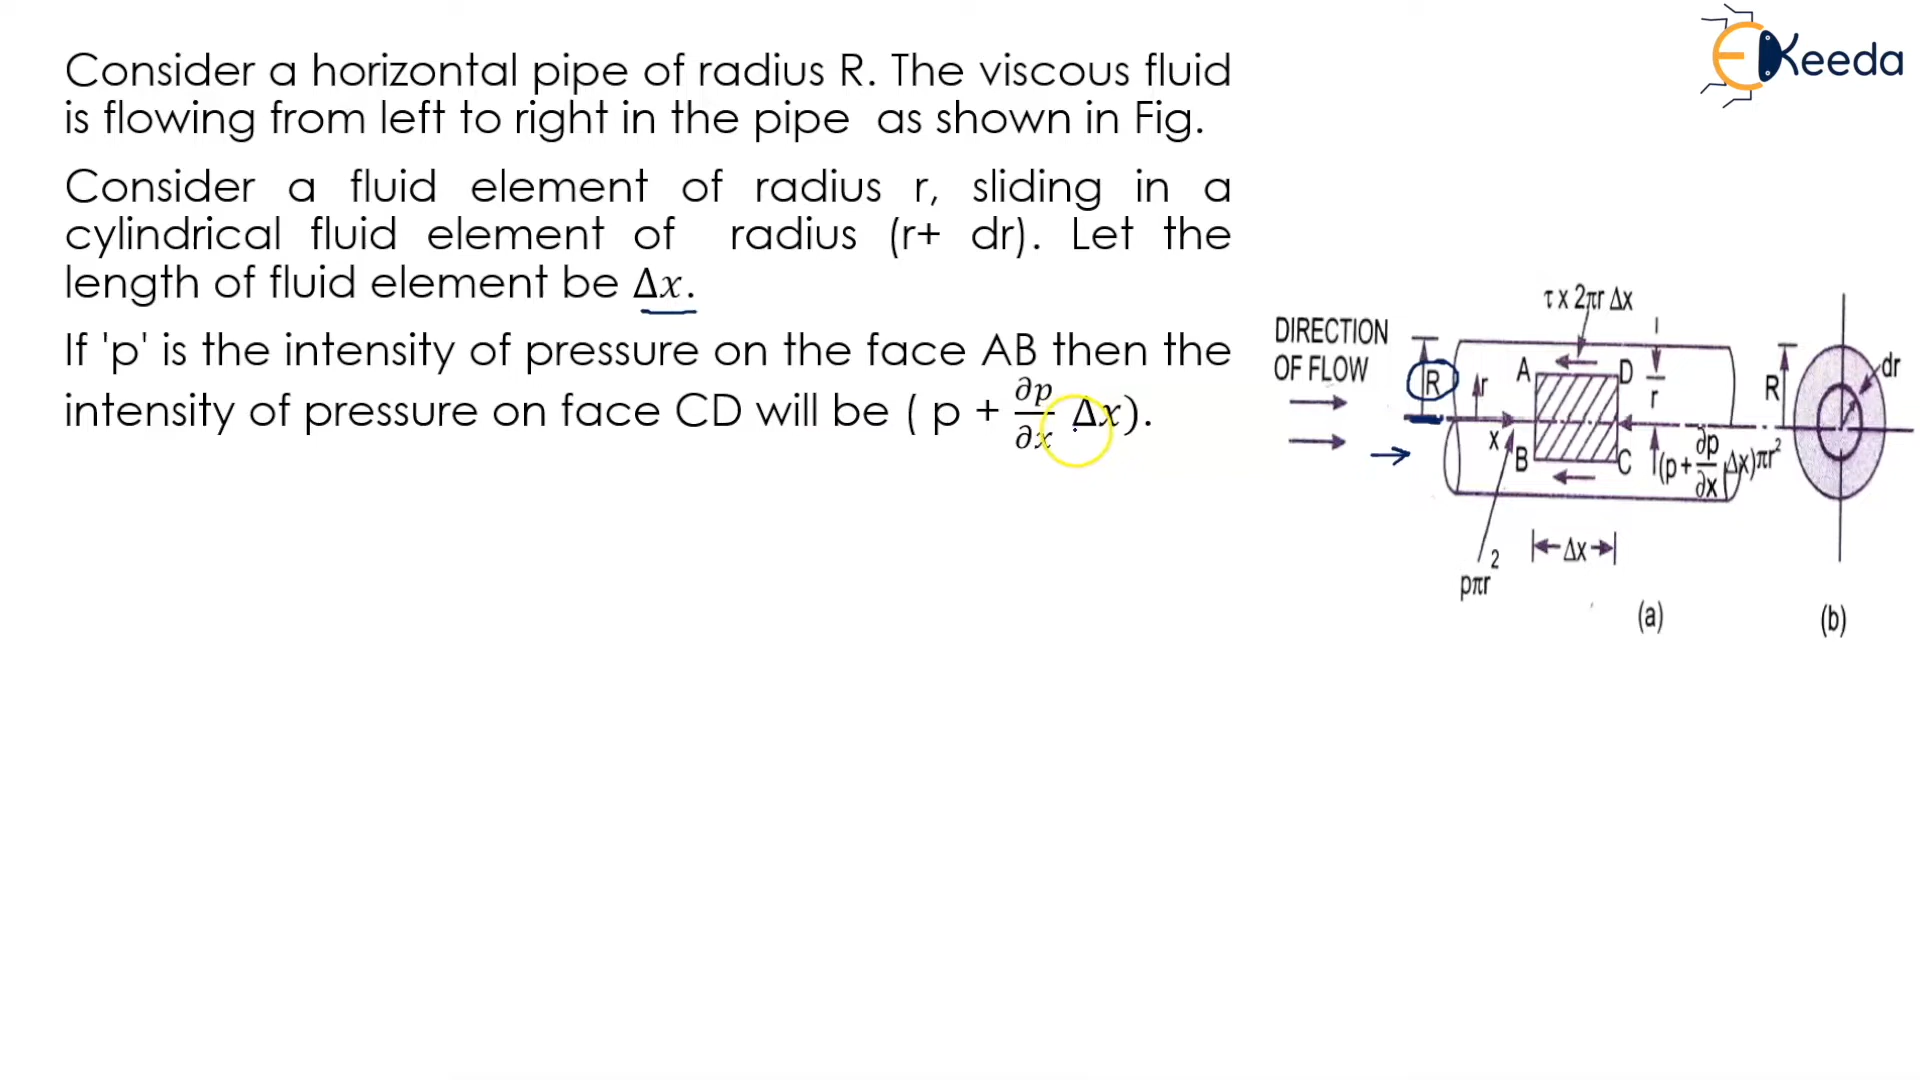 Consider a horizontal pipe of radius R. The viscous fluid
is flowing from left to right in the pipe as shown in Fig.
Consider a fluid element of radius r, sliding in a
cylindrical fluid element of radius (r+ dr). Let the
length of fluid element be Δx.
If 'p' is the intensity of pressure on the face AB then the
intensity of pressure on face CD will be ( p + ∂p/∂x Δx).
EKeeda
τ x 2πr Δx
DIRECTION
OF FLOW
R
r
A
D
r
x
B
C
(p + ∂p/∂x Δx)πr²
Δx
pπr²
(a)
R
dr
(b)